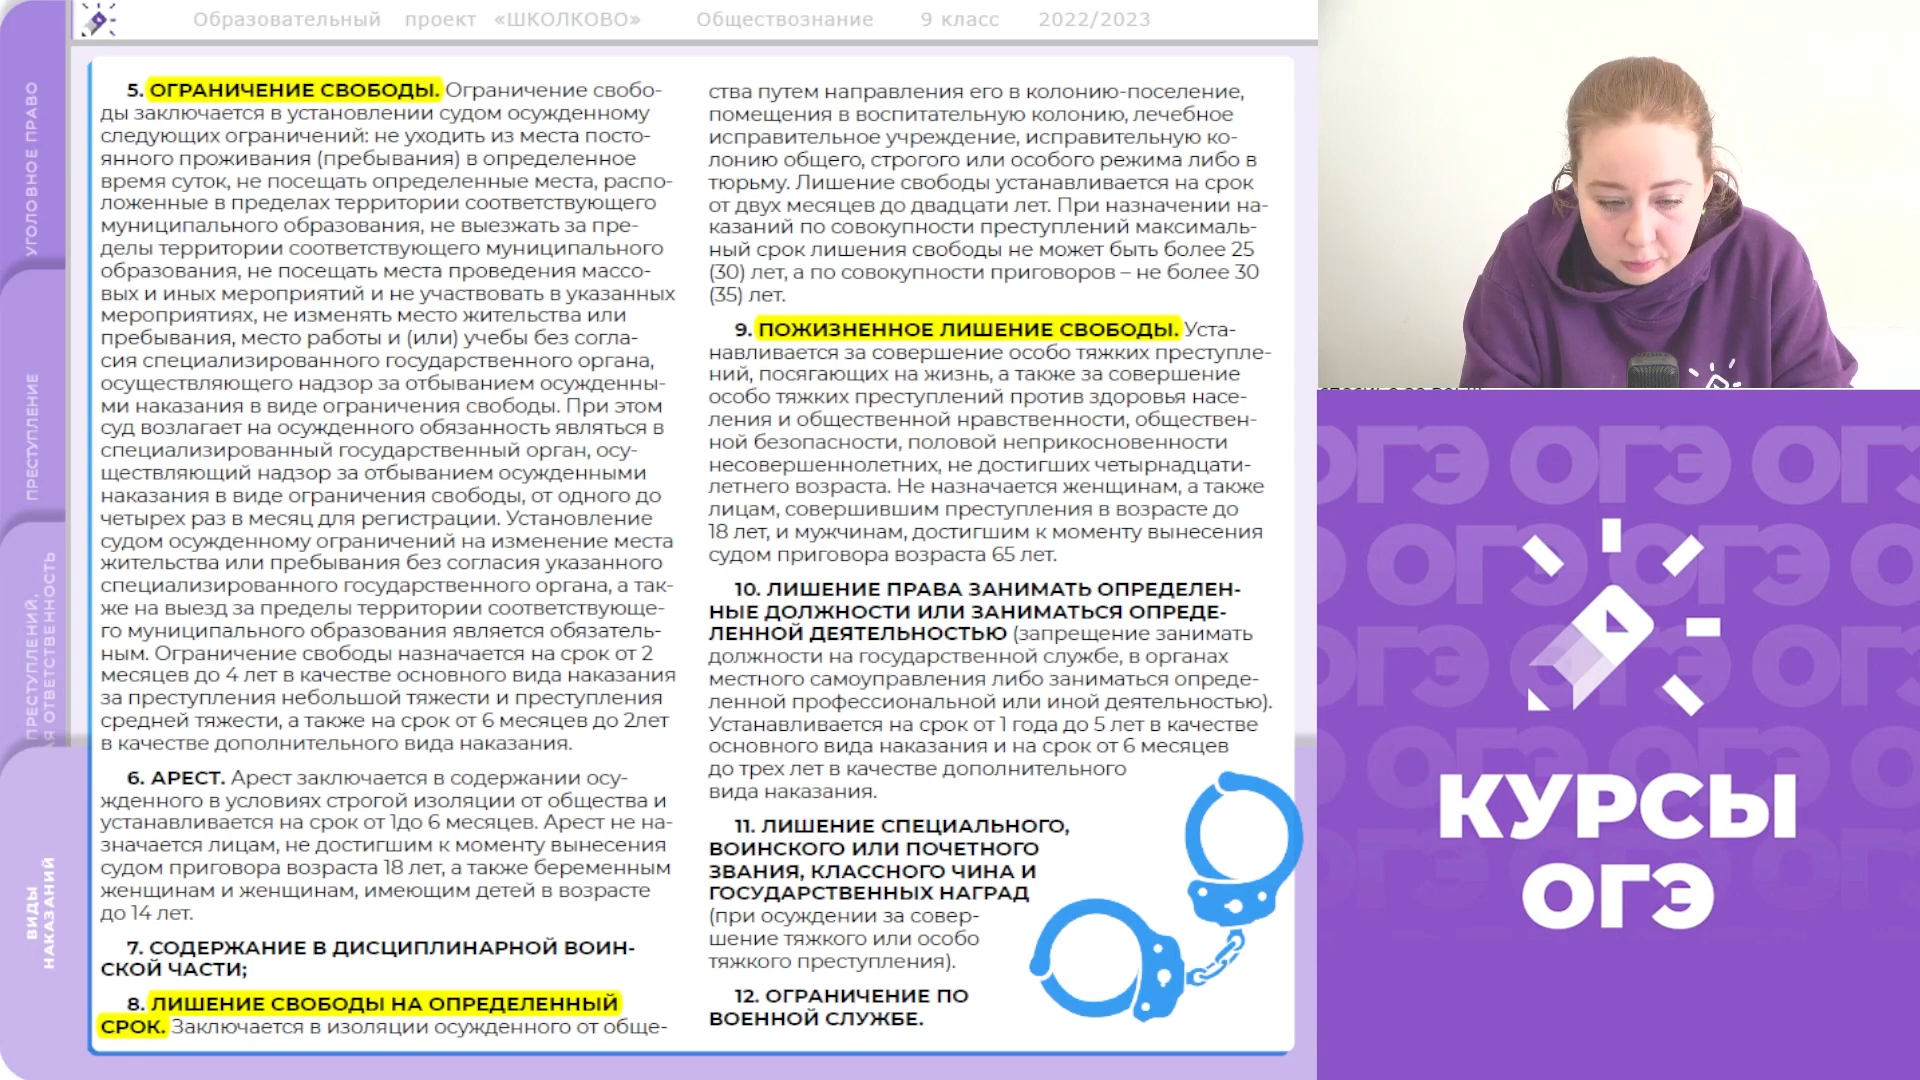 Образовательный проект «ШКОЛКОВО» Обществознание 9 класс 2022/2023
УГОЛОВНОЕ ПРАВО
ПРЕСТУПЛЕНИЕ
ПРЕСТУПЛЕНИЙ,
Я ОТВЕТСТВЕННОСТЬ
ВИДЫ
НАКАЗАНИЙ
5. ОГРАНИЧЕНИЕ СВОБОДЫ. Ограничение свобо-
ды заключается в установлении судом осужденному
следующих ограничений: не уходить из места посто-
янного проживания (пребывания) в определенное
время суток, не посещать определенные места, распо-
ложенные в пределах территории соответствующего
муниципального образования, не выезжать за пре-
делы территории соответствующего муниципального
образования, не посещать места проведения массо-
вых и иных мероприятий и не участвовать в указанных
мероприятиях, не изменять место жительства или
пребывания, место работы и (или) учебы без согла-
сия специализированного государственного органа,
осуществляющего надзор за отбыванием осужденны-
ми наказания в виде ограничения свободы. При этом
суд возлагает на осужденного обязанность являться в
специализированный государственный орган, осу-
ществляющий надзор за отбыванием осужденными
наказания в виде ограничения свободы, от одного до
четырех раз в месяц для регистрации. Установление
судом осужденному ограничений на изменение места
жительства или пребывания без согласия указанного
специализированного государственного органа, а так-
же на выезд за пределы территории соответствующе-
го муниципального образования является обязатель-
ным. Ограничение свободы назначается на срок от 2
месяцев до 4 лет в качестве основного вида наказания
за преступления небольшой тяжести и преступления
средней тяжести, а также на срок от 6 месяцев до 2лет
в качестве дополнительного вида наказания.
6. АРЕСТ. Арест заключается в содержании осу-
жденного в условиях строгой изоляции от общества и
устанавливается на срок от 1до 6 месяцев. Арест не на-
значается лицам, не достигшим к моменту вынесения
судом приговора возраста 18 лет, а также беременным
женщинам и женщинам, имеющим детей в возрасте
до 14 лет.
7. СОДЕРЖАНИЕ В ДИСЦИПЛИНАРНОЙ ВОИН-
СКОЙ ЧАСТИ;
8. ЛИШЕНИЕ СВОБОДЫ НА ОПРЕДЕЛЕННЫЙ
СРОК. Заключается в изоляции осужденного от обще-
ства путем направления его в колонию-поселение,
помещения в воспитательную колонию, лечебное
исправительное учреждение, исправительную ко-
лонию общего, строгого или особого режима либо в
тюрьму. Лишение свободы устанавливается на срок
от двух месяцев до двадцати лет. При назначении на-
казаний по совокупности преступлений максималь-
ный срок лишения свободы не может быть более 25
(30) лет, а по совокупности приговоров – не более 30
(35) лет.
9. ПОЖИЗНЕННОЕ ЛИШЕНИЕ СВОБОДЫ. Уста-
навливается за совершение особо тяжких преступле-
ний, посягающих на жизнь, а также за совершение
особо тяжких преступлений против здоровья насе-
ления и общественной нравственности, обществен-
ной безопасности, половой неприкосновенности
несовершеннолетних, не достигших четырнадцати-
летнего возраста. Не назначается женщинам, а также
лицам, совершившим преступления в возрасте до
18 лет, и мужчинам, достигшим к моменту вынесения
судом приговора возраста 65 лет.
10. ЛИШЕНИЕ ПРАВА ЗАНИМАТЬ ОПРЕДЕЛЕН-
НЫЕ ДОЛЖНОСТИ ИЛИ ЗАНИМАТЬСЯ ОПРЕДЕ-
ЛЕННОЙ ДЕЯТЕЛЬНОСТЬЮ (запрещение занимать
должности на государственной службе, в органах
местного самоуправления либо заниматься опреде-
ленной профессиональной или иной деятельностью).
Устанавливается на срок от 1 года до 5 лет в качестве
основного вида наказания и на срок от 6 месяцев
до трех лет в качестве дополнительного
вида наказания.
11. ЛИШЕНИЕ СПЕЦИАЛЬНОГО,
ВОИНСКОГО ИЛИ ПОЧЕТНОГО
ЗВАНИЯ, КЛАССНОГО ЧИНА И
ГОСУДАРСТВЕННЫХ НАГРАД
(при осуждении за совер-
шение тяжкого или особо
тяжкого преступления).
12. ОГРАНИЧЕНИЕ ПО
ВОЕННОЙ СЛУЖБЕ.
ОГЭ ОГЭ ОГЭ
КУРСЫ
ОГЭ